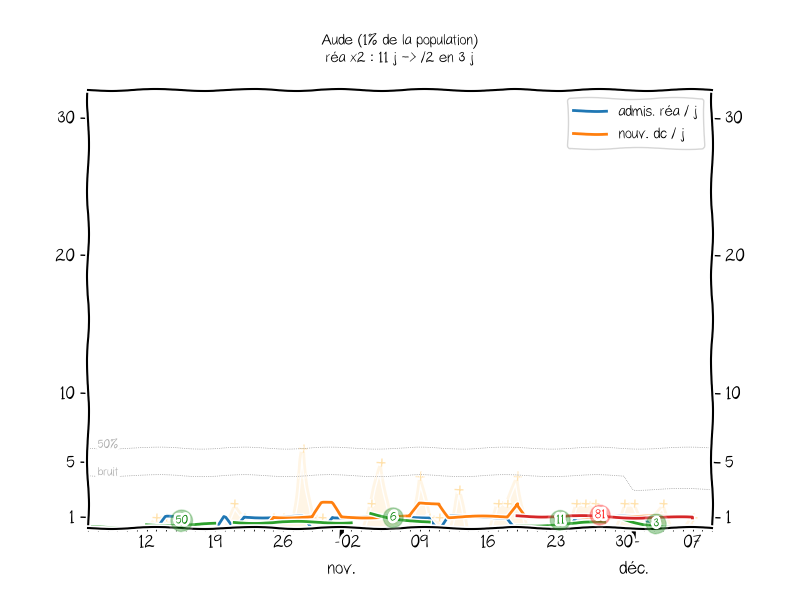 Aude (1% de la population)
réa x2 : 11 j -> /2 en 3 j
admis. réa / j
nouv. dc / j
30 30
20 20
10 10
50%
5 5
bruit
1 50 6 11 81 3 1
12 19 26 02 09 16 23 30 07
nov. déc.